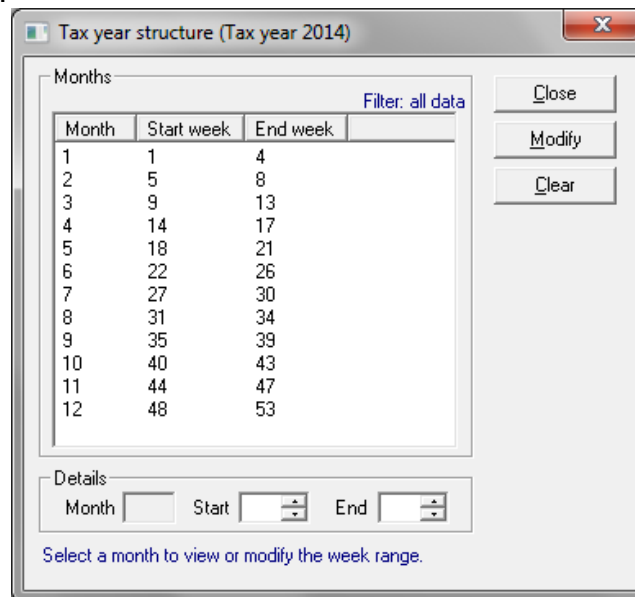 Tax year structure (Tax year 2014)
Months
Filter: all data
Close
Modify
Clear
Month Start week End week
1 1 4
2 5 8
3 9 13
4 14 17
5 18 21
6 22 26
7 27 30
8 31 34
9 35 39
10 40 43
11 44 47
12 48 53
Details
Month Start End
Select a month to view or modify the week range.